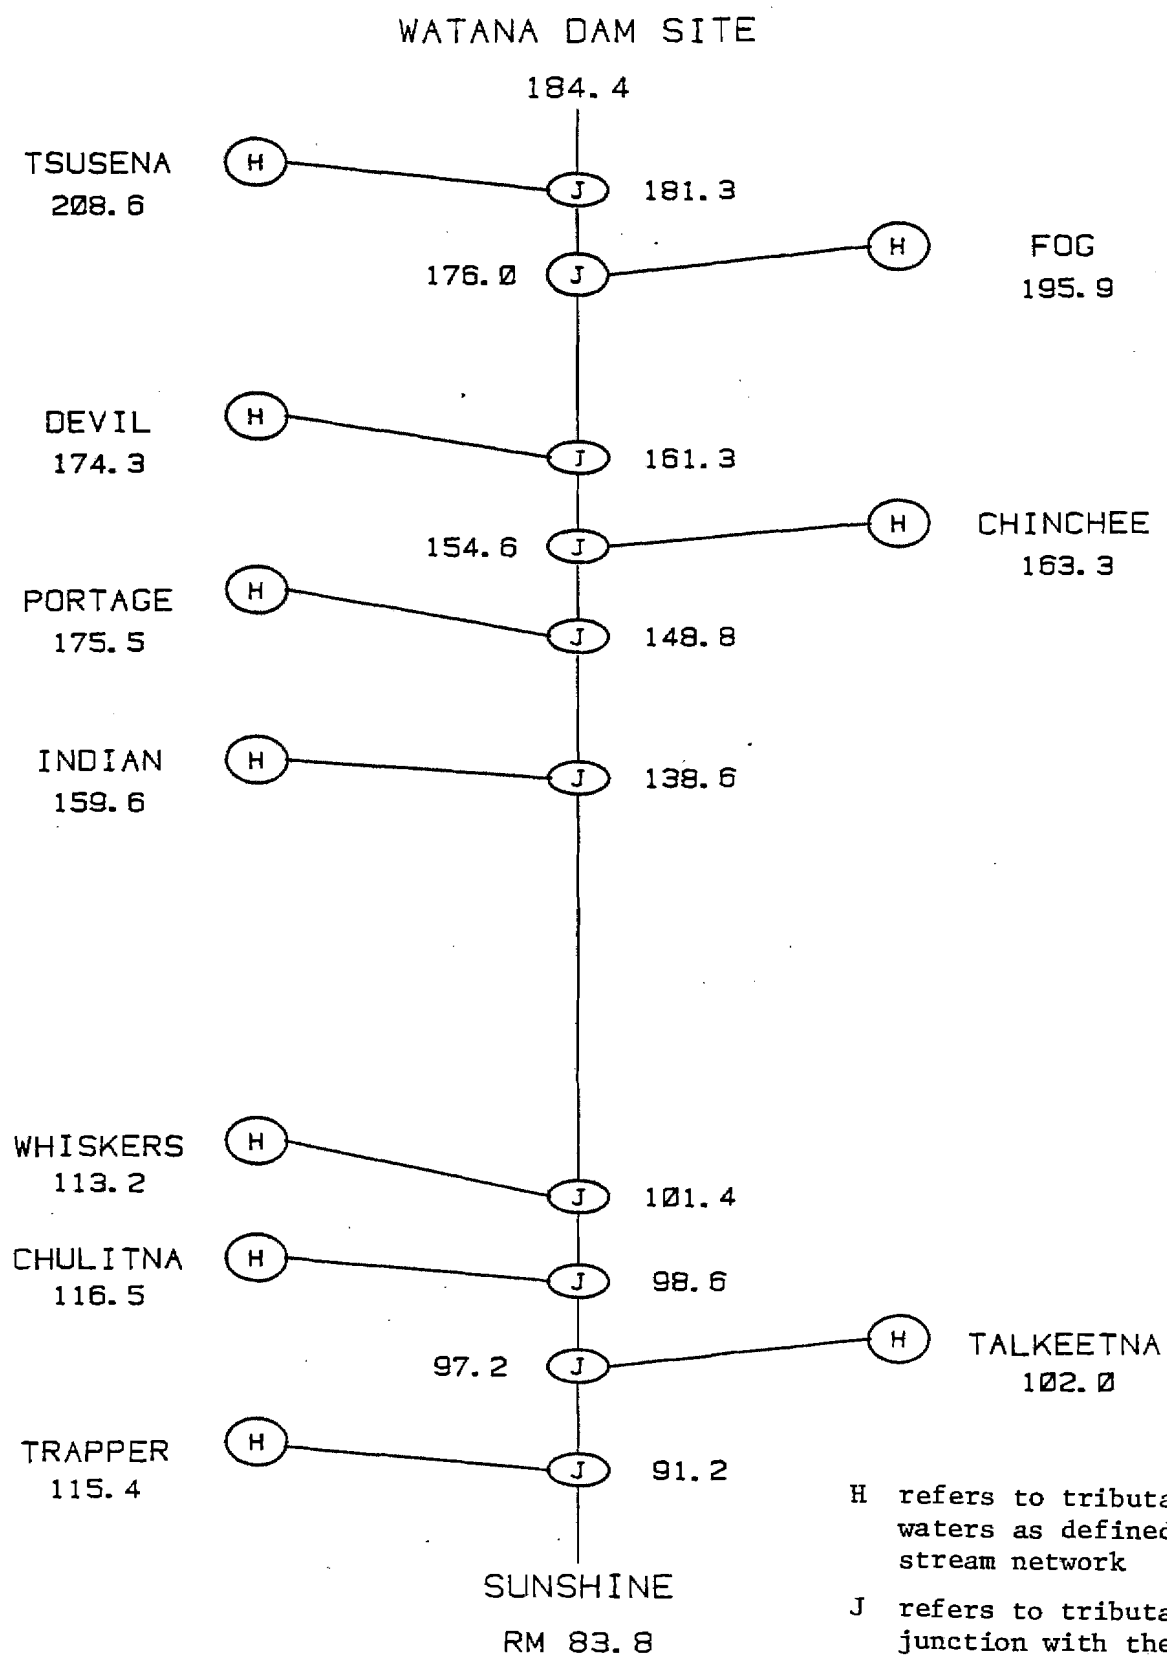 WATANA DAM SITE
184.4
TSUSENA
208.6
H
J
181.3
176.0
J
H
FOG
195.9
DEVIL
174.3
H
J
161.3
154.6
J
H
CHINCHEE
163.3
PORTAGE
175.5
H
J
148.8
INDIAN
159.6
H
J
138.6
WHISKERS
113.2
H
J
101.4
CHULITNA
116.5
H
J
98.6
97.2
J
H
TALKEETNA
102.0
TRAPPER
115.4
H
J
91.2
SUNSHINE
RM 83.8
H refers to tributa
waters as defined
stream network
J refers to tributa
junction with the